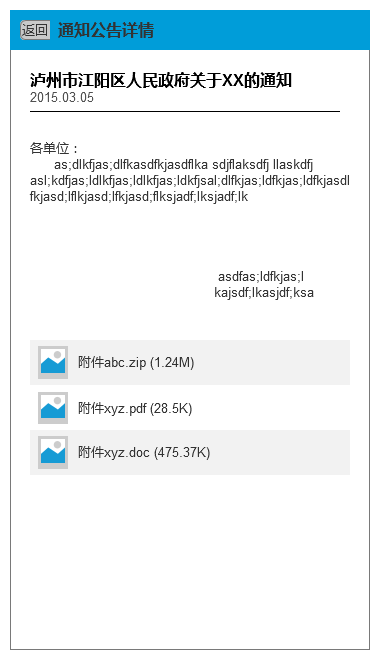 返回 通知公告详情
泸州市江阳区人民政府关于XX的通知
2015.03.05
各单位：
as;dlkfjas;dlfkasdfkjasdflka sdjflaksdfj llaskdfj
asl;kdfjas;ldlkfjas;ldlkfjas;ldkfjsal;dlfkjas;ldfkjas;ldfkjasdl
fkjasd;lflkjasd;lfkjasd;flksjadf;lksjadf;lk
asdfas;ldfkjas;l
kajsdf;lkasjdf;ksa
附件abc.zip (1.24M)
附件xyz.pdf (28.5K)
附件xyz.doc (475.37K)